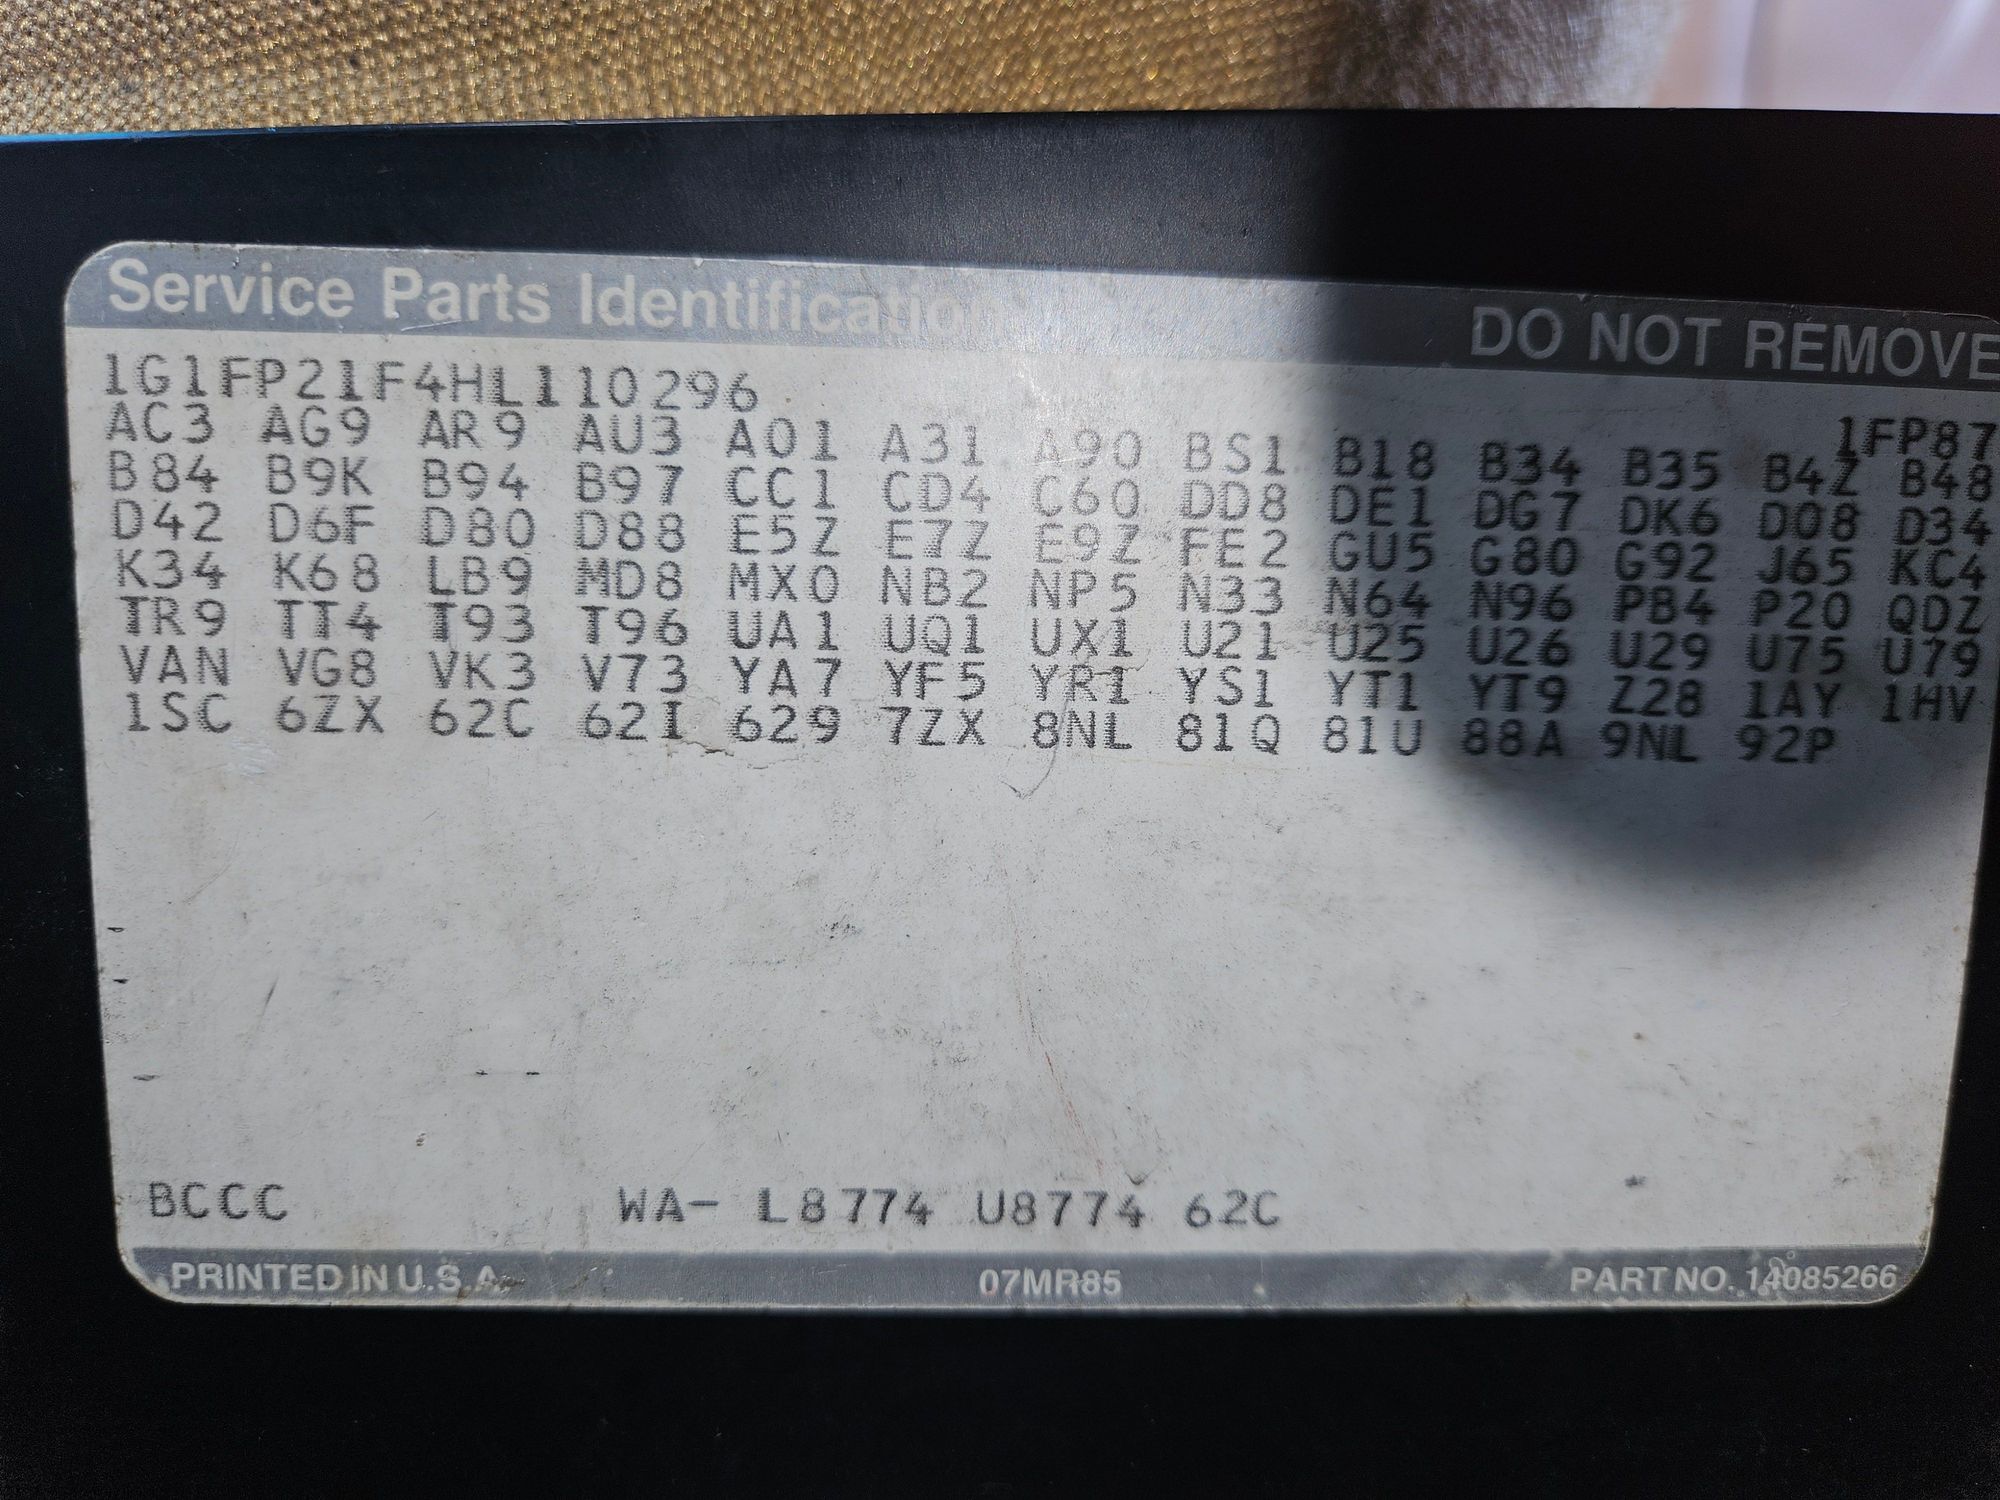 Service Parts Identification DO NOT REMOVE
1G1FP21F4HL110296 1FP87
AC3 AG9 AR9 AU3 A01 A31 A90 BS1 B18 B34 B35 B4Z B48
B84 B9K B94 B97 CC1 CD4 C60 DD8 DE1 DG7 DK6 D08 D34
D42 D6F D80 D88 E5Z E7Z E9Z FE2 GU5 G80 G92 J65 KC4
K34 K68 LB9 MD8 MX0 NB2 NP5 N33 N64 N96 PB4 P20 QDZ
TR9 TT4 T93 T96 UA1 UQ1 UX1 U21 U25 U26 U29 U75 U79
VAN VG8 VK3 V73 YA7 YF5 YR1 YS1 YT1 YT9 Z28 1AY 1HV
1SC 6ZX 62C 62I 629 7ZX 8NL 81Q 81U 88A 9NL 92P
BCCC WA- L8774 U8774 62C
PRINTED IN U.S.A. 07MR85 PART NO. 14085266